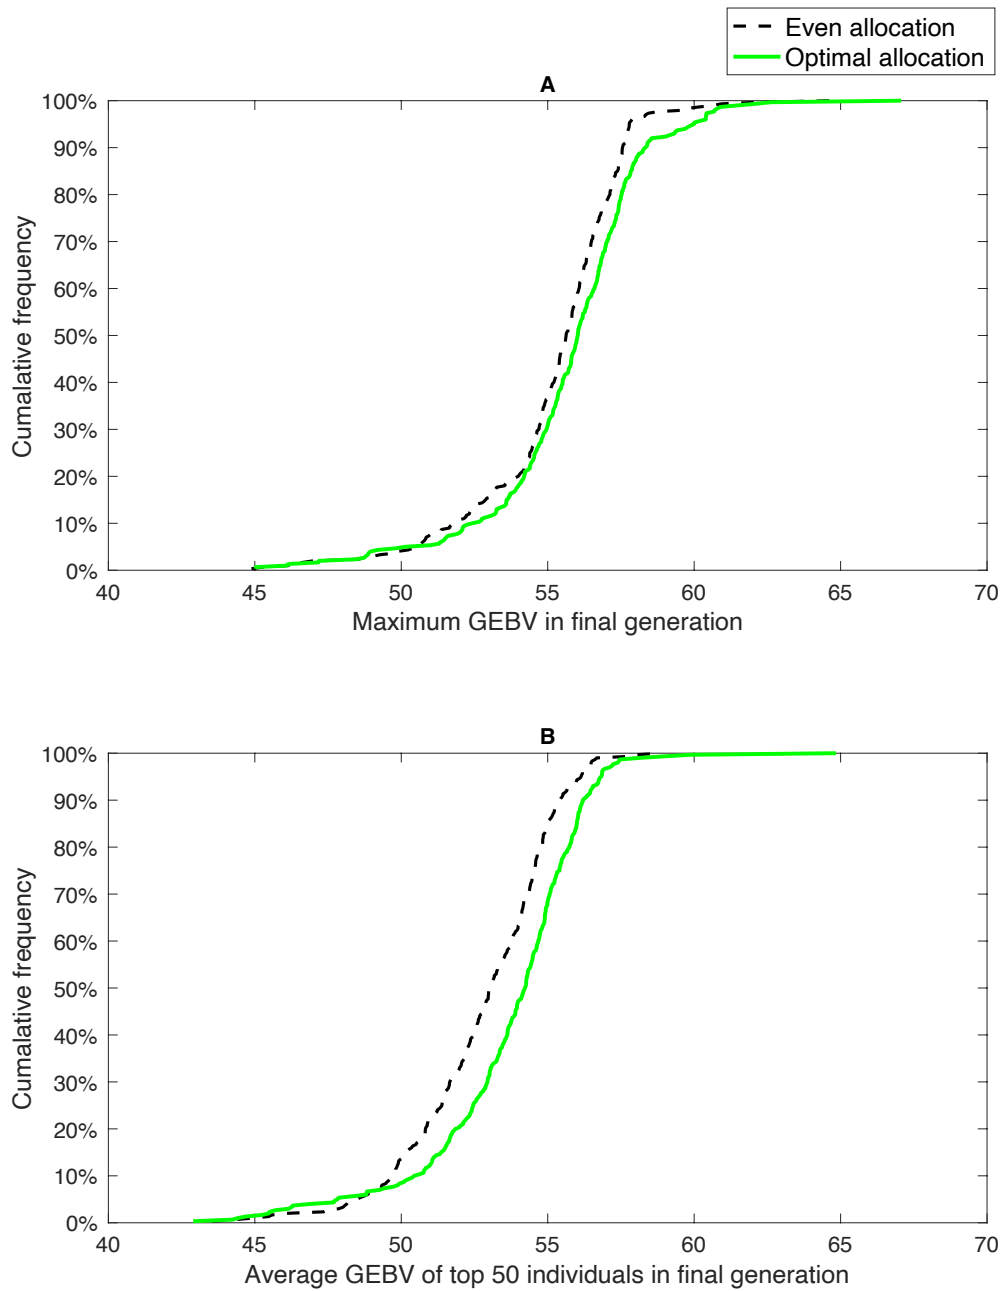 Even allocation
Optimal allocation
A
100%
90%
80%
70%
60%
50%
40%
30%
20%
10%
0%
Cumalative frequency
40 45 50 55 60 65 70
Maximum GEBV in final generation
B
100%
90%
80%
70%
60%
50%
40%
30%
20%
10%
0%
Cumalative frequency
40 45 50 55 60 65 70
Average GEBV of top 50 individuals in final generation